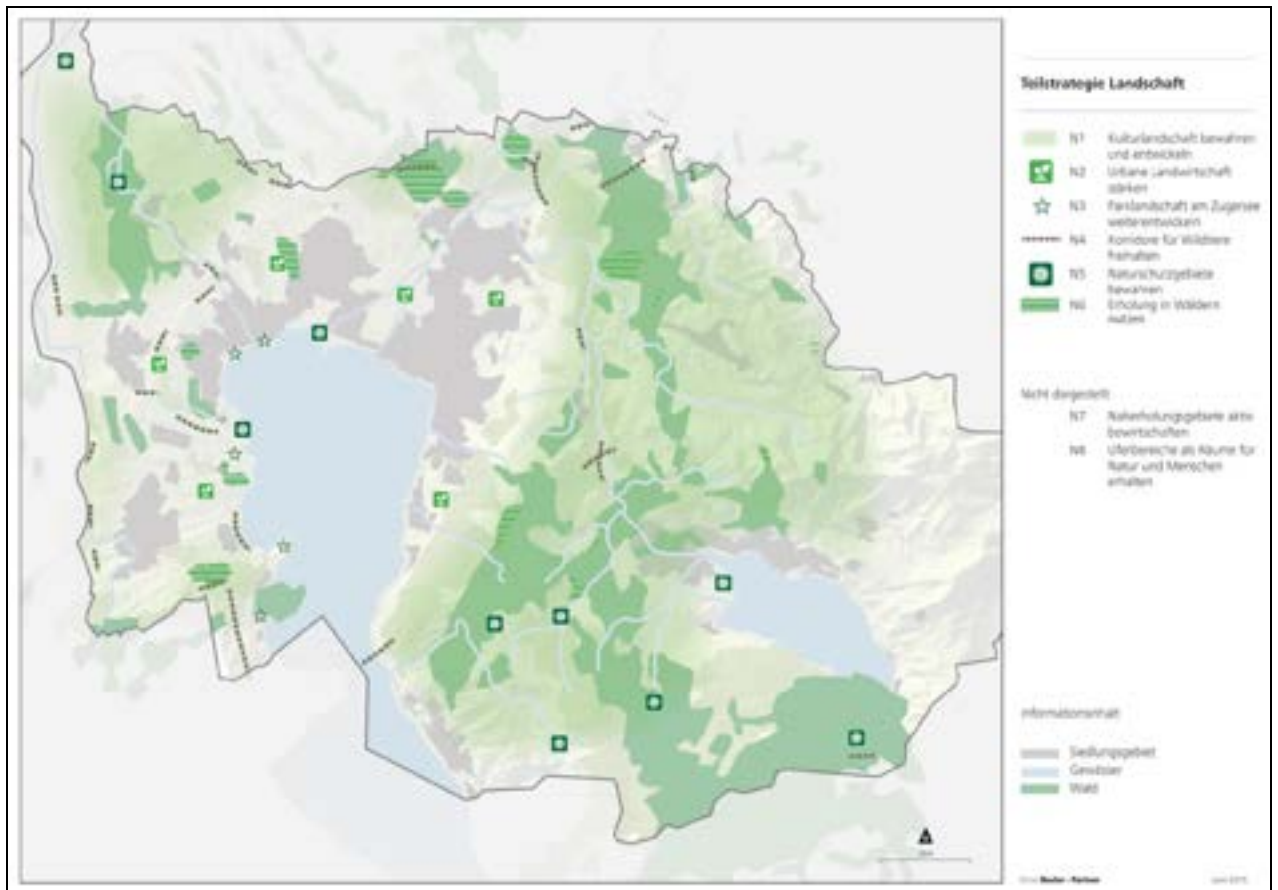 Teilstrategie Landschaft
N1 Kulturlandschaft bewahren
und entwickeln
N2 Urbane Landwirtschaft
stärken
N3 Parklandschaft am Zugersee
weiterentwickeln
N4 Korridore für Wildtiere
freihalten
N5 Naturschutzgebiete
bewahren
N6 Erholung in Wäldern
nutzen
Nicht dargestellt
N7 Naherholungsgebiete aktiv
bewirtschaften
N8 Uferbereiche als Räume für
Natur und Menschen
erhalten
Informationsinhalt
Siedlungsgebiet
Gewässer
Wald
Partner
Juni